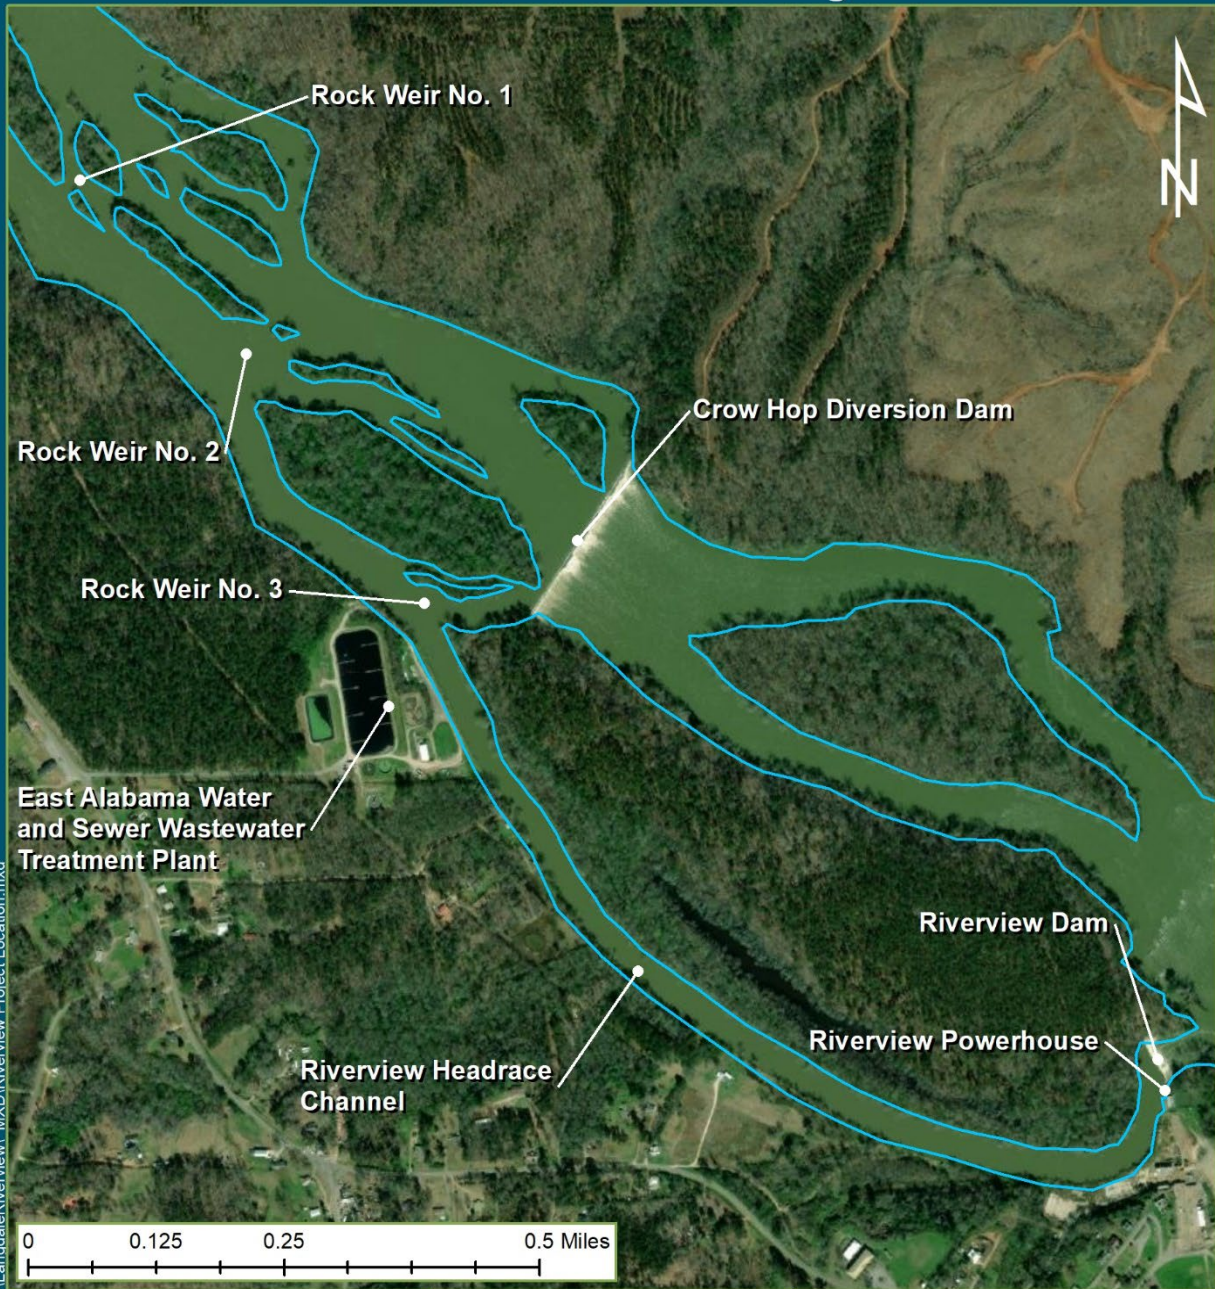 Rock Weir No. 1
N
Crow Hop Diversion Dam
Rock Weir No. 2
Rock Weir No. 3
East Alabama Water
and Sewer Wastewater
Treatment Plant
Riverview Dam
Riverview Powerhouse
Riverview Headrace
Channel
0 0.125 0.25 0.5 Miles